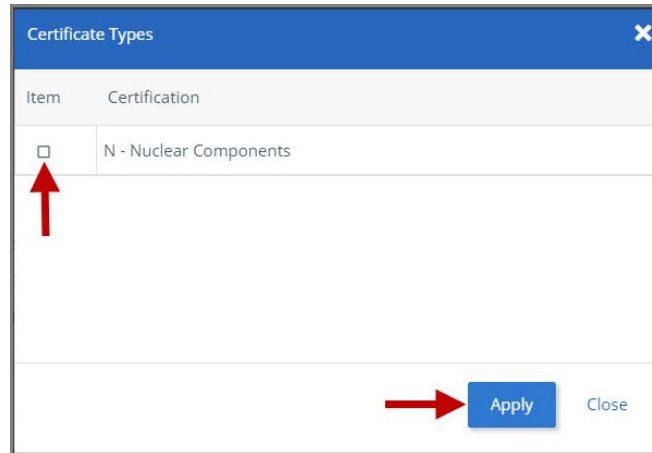 Certificate Types
Item Certification
N - Nuclear Components
Apply Close